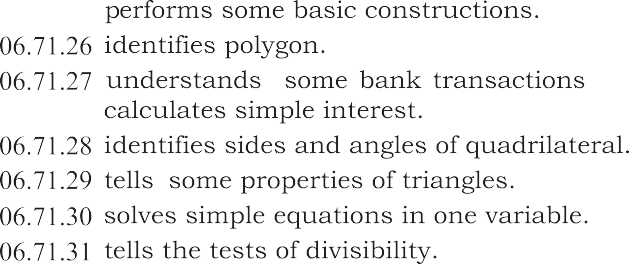 performs some basic constructions.
06.71.26 identifies polygon.
06.71.27 understands some bank transactions
calculates simple interest.
06.71.28 identifies sides and angles of quadrilateral.
06.71.29 tells some properties of triangles.
06.71.30 solves simple equations in one variable.
06.71.31 tells the tests of divisibility.